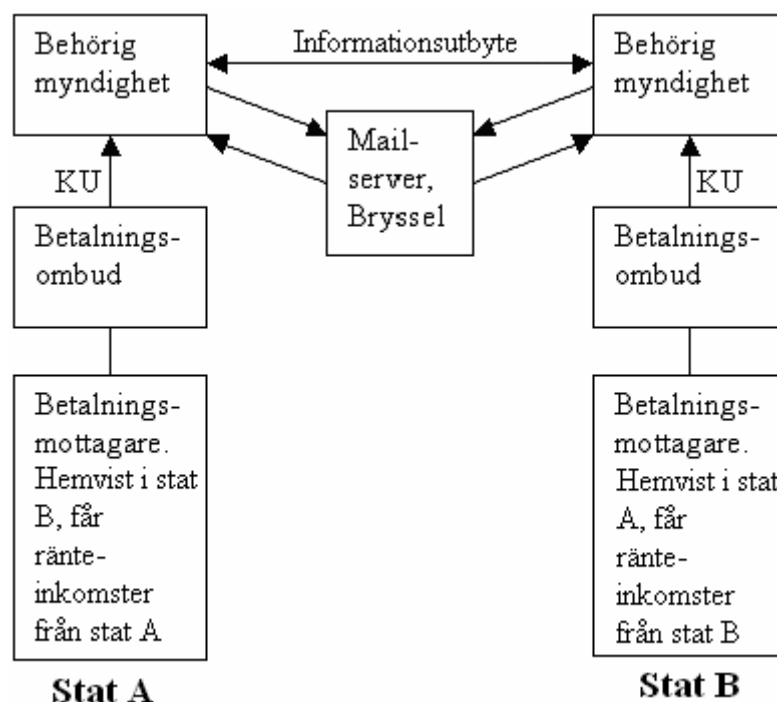 Behörig
myndighet
Informationsutbyte
Behörig
myndighet
Mail-
server,
Bryssel
KU
KU
Betalnings-
ombud
Betalnings-
ombud
Betalnings-
mottagare.
Hemvist i stat
B, får
ränte-
inkomster
från stat A
Betalnings-
mottagare.
Hemvist i stat
A, får
ränte-
inkomster
från stat B
Stat A
Stat B